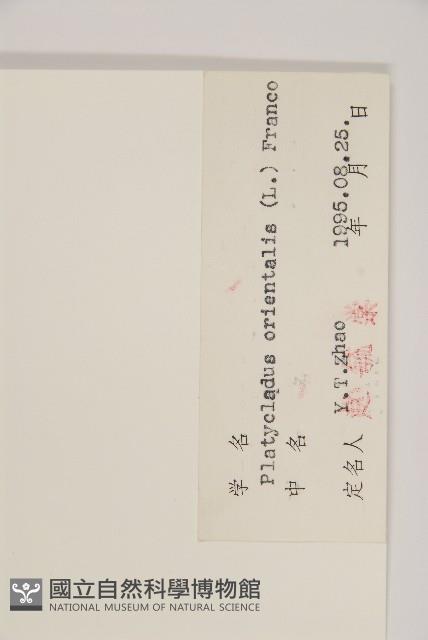 学 名
Platycladus orientalis (L.) Franco
中 名
定名人 Y.T.Zhao 1995.08.25.
年 月 日
國立自然科學博物館
NATIONAL MUSEUM OF NATURAL SCIENCE